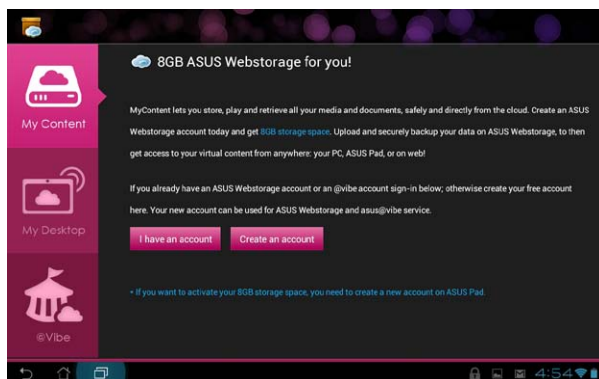 8GB ASUS Webstorage for you!
My Content
MyContent lets you store, play and retrieve all your media and documents, safely and directly from the cloud. Create an ASUS
Webstorage account today and get 8GB storage space. Upload and securely backup your data on ASUS Webstorage, to then
get access to your virtual content from anywhere: your PC, ASUS Pad, or on web!
If you already have an ASUS Webstorage account or an @vibe account sign-in below; otherwise create your free account
here. Your new account can be used for ASUS Webstorage and asus@vibe service.
My Desktop
I have an account
Create an account
* If you want to activate your 8GB storage space, you need to create a new account on ASUS Pad.
@Vibe
4:54